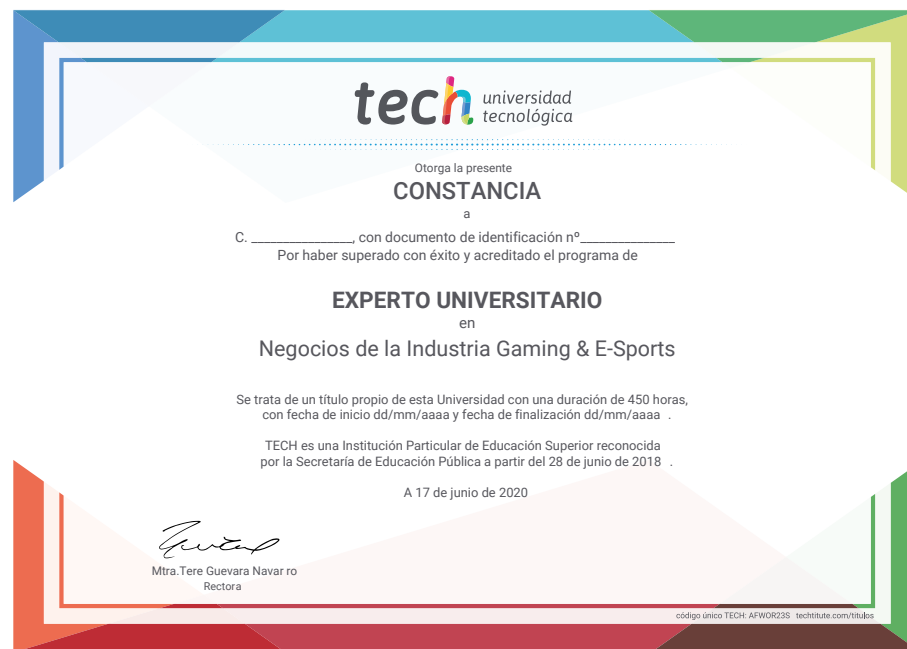 tech universidad
tecnológica
Otorga la presente
CONSTANCIA
a
C. ________________, con documento de identificación nº_______________
Por haber superado con éxito y acreditado el programa de
EXPERTO UNIVERSITARIO
en
Negocios de la Industria Gaming & E-Sports
Se trata de un título propio de esta Universidad con una duración de 450 horas,
con fecha de inicio dd/mm/aaaa y fecha de finalización dd/mm/aaaa .
TECH es una Institución Particular de Educación Superior reconocida
por la Secretaría de Educación Pública a partir del 28 de junio de 2018 .
A 17 de junio de 2020
Mtra.Tere Guevara Navar ro
Rectora
código único TECH: AFWOR23S techtitute.com/titulos